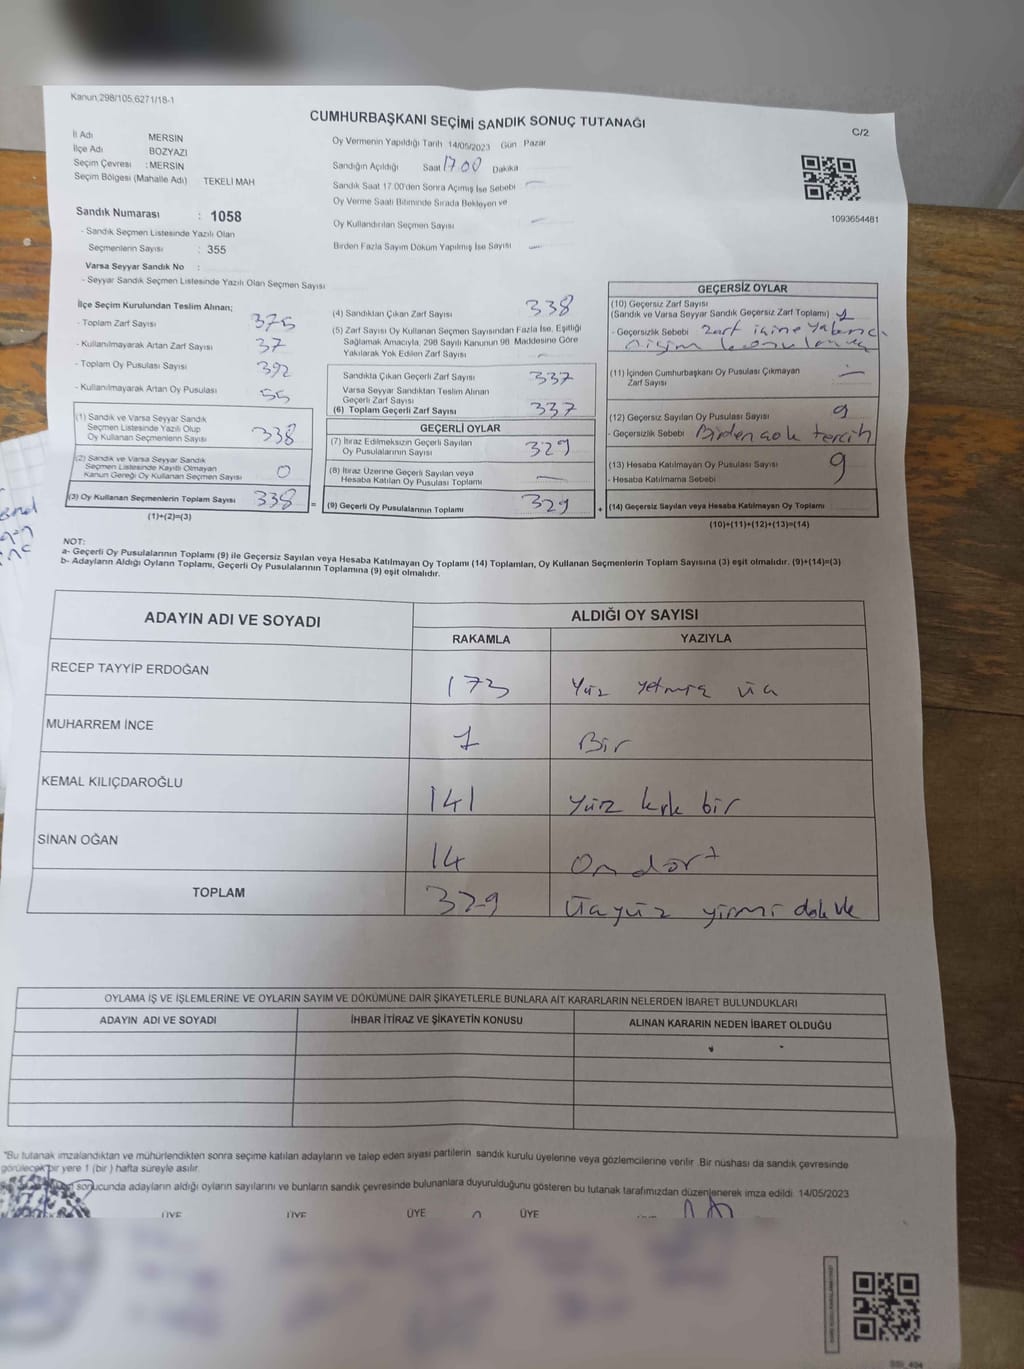 Kanun:298/105,6271/18-1
CUMHURBAŞKANI SEÇİMİ SANDIK SONUÇ TUTANAĞI
C/2
İl Adı MERSİN
İlçe Adı BOZYAZI
Seçim Çevresi : MERSİN
Seçim Bölgesi (Mahalle Adı) TEKELİ MAH
Oy Vermenin Yapıldığı Tarih 14/05/2023 Gün Pazar
Sandığın Açıldığı Saat 17.00 Dakika
Sandık Saat 17.00'den Sonra Açımış İse Sebebi —
Oy Verme Saati Bitiminde Sırada Bekleyen ve
Oy Kullandırılan Seçmen Sayısı —
Birden Fazla Sayım Döküm Yapılmış İse Sayısı —
1093654481
Sandık Numarası : 1058
- Sandık Seçmen Listesinde Yazılı Olan
Seçmenlerin Sayısı : 355
Varsa Seyyar Sandık No :
- Seyyar Sandık Seçmen Listesinde Yazılı Olan Seçmen Sayısı
İlçe Seçim Kurulundan Teslim Alınan;
- Toplam Zarf Sayısı 375
- Kullanılmayarak Artan Zarf Sayısı 37
- Toplam Oy Pusulası Sayısı 392
- Kullanılmayarak Artan Oy Pusulası 55
(1) Sandık ve Varsa Seyyar Sandık
Seçmen Listesinde Yazılı Olup
Oy Kullanan Seçmenlerin Sayısı 338
(2) Sandık ve Varsa Seyyar Sandık
Seçmen Listesinde Kayıtlı Olmayan
Kanun Gereği Oy Kullanan Seçmen Sayısı 0
(3) Oy Kullanan Seçmenlerin Toplam Sayısı 338 =
(1)+(2)=(3)
(4) Sandıktan Çıkan Zarf Sayısı 338
(5) Zarf Sayısı Oy Kullanan Seçmen Sayısından Fazla İse, Eşitliği
Sağlamak Amacıyla, 298 Sayılı Kanunun 98. Maddesine Göre
Yakılarak Yok Edilen Zarf Sayısı —
Sandıkta Çıkan Geçerli Zarf Sayısı 337
Varsa Seyyar Sandıktan Teslim Alınan
Geçerli Zarf Sayısı
(6) Toplam Geçerli Zarf Sayısı 337
GEÇERLİ OYLAR
(7) İtiraz Edilmeksizin Geçerli Sayılan
Oy Pusulalarının Sayısı 329
(8) İtiraz Üzerine Geçerli Sayılan veya
Hesaba Katılan Oy Pusulası Toplamı —
(9) Geçerli Oy Pusulalarının Toplamı 329 +
GEÇERSİZ OYLAR
(10) Geçersiz Zarf Sayısı
(Sandık ve Varsa Seyyar Sandık Geçersiz Zarf Toplamı) 1
- Geçersizlik Sebebi zarf içine yabancı
(11) İçinden Cumhurbaşkanı Oy Pusulası Çıkmayan
Zarf Sayısı —
(12) Geçersiz Sayılan Oy Pusulası Sayısı 9
- Geçersizlik Sebebi Birden çok tercih
(13) Hesaba Katılmayan Oy Pusulası Sayısı 9
- Hesaba Katılmama Sebebi
(14) Geçersiz Sayılan veya Hesaba Katılmayan Oy Toplamı
(10)+(11)+(12)+(13)=(14)
NOT:
a- Geçerli Oy Pusulalarının Toplamı (9) ile Geçersiz Sayılan veya Hesaba Katılmayan Oy Toplamı (14) Toplamları, Oy Kullanan Seçmenlerin Toplam Sayısına (3) eşit olmalıdır. (9)+(14)=(3)
b- Adayların Aldığı Oyların Toplamı, Geçerli Oy Pusulalarının Toplamına (9) eşit olmalıdır.
ADAYIN ADI VE SOYADI ALDIĞI OY SAYISI
RAKAMLA YAZIYLA
RECEP TAYYİP ERDOĞAN 173 Yüz yetmiş üç
MUHARREM İNCE 1 Bir
KEMAL KILIÇDAROĞLU 141 Yüz kırk bir
SİNAN OĞAN 14 On dört
TOPLAM 329 Üçyüz yirmi dokuz
OYLAMA İŞ VE İŞLEMLERİNE VE OYLARIN SAYIM VE DÖKÜMÜNE DAİR ŞİKAYETLERLE BUNLARA AİT KARARLARIN NELERDEN İBARET BULUNDUKLARI
ADAYIN ADI VE SOYADI İHBAR İTİRAZ VE ŞİKAYETİN KONUSU ALINAN KARARIN NEDEN İBARET OLDUĞU
"Bu tutanak imzalandıktan ve mühürlendikten sonra seçime katılan adayların ve talep eden siyasi partilerin sandık kurulu üyelerine veya gözlemcilerine verilir. Bir nüshası da sandık çevresinde
görülecek bir yere 1 (bir ) hafta süreyle asılır.
sonucunda adayların aldığı oyların sayılarını ve bunların sandık çevresinde bulunanlara duyurulduğunu gösteren bu tutanak tarafımızdan düzenlenerek imza edildi. 14/05/2023
ÜYE ÜYE ÜYE ÜYE